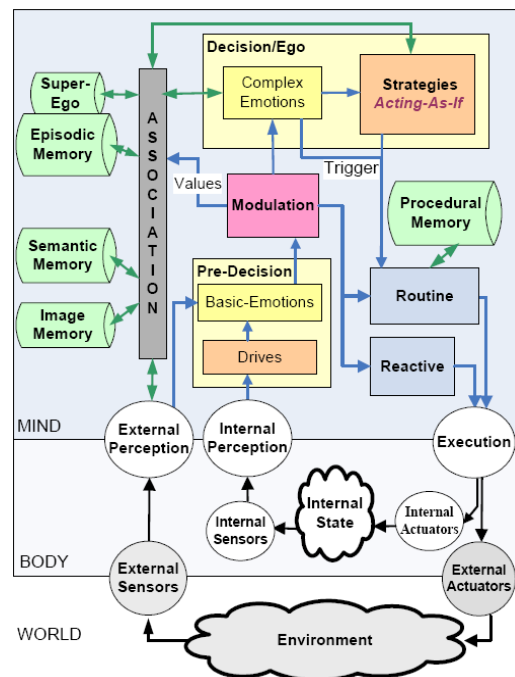 Decision/Ego
Super-
Ego
Episodic
Memory
Semantic
Memory
Image
Memory
ASSOCIATION
Complex
Emotions
Strategies
Acting-As-If
Values
Trigger
Modulation
Procedural
Memory
Pre-Decision
Basic-Emotions
Drives
Routine
Reactive
MIND
External
Perception
Internal
Perception
Execution
Internal
Sensors
Internal
State
Internal
Actuators
BODY
External
Sensors
External
Actuators
WORLD
Environment